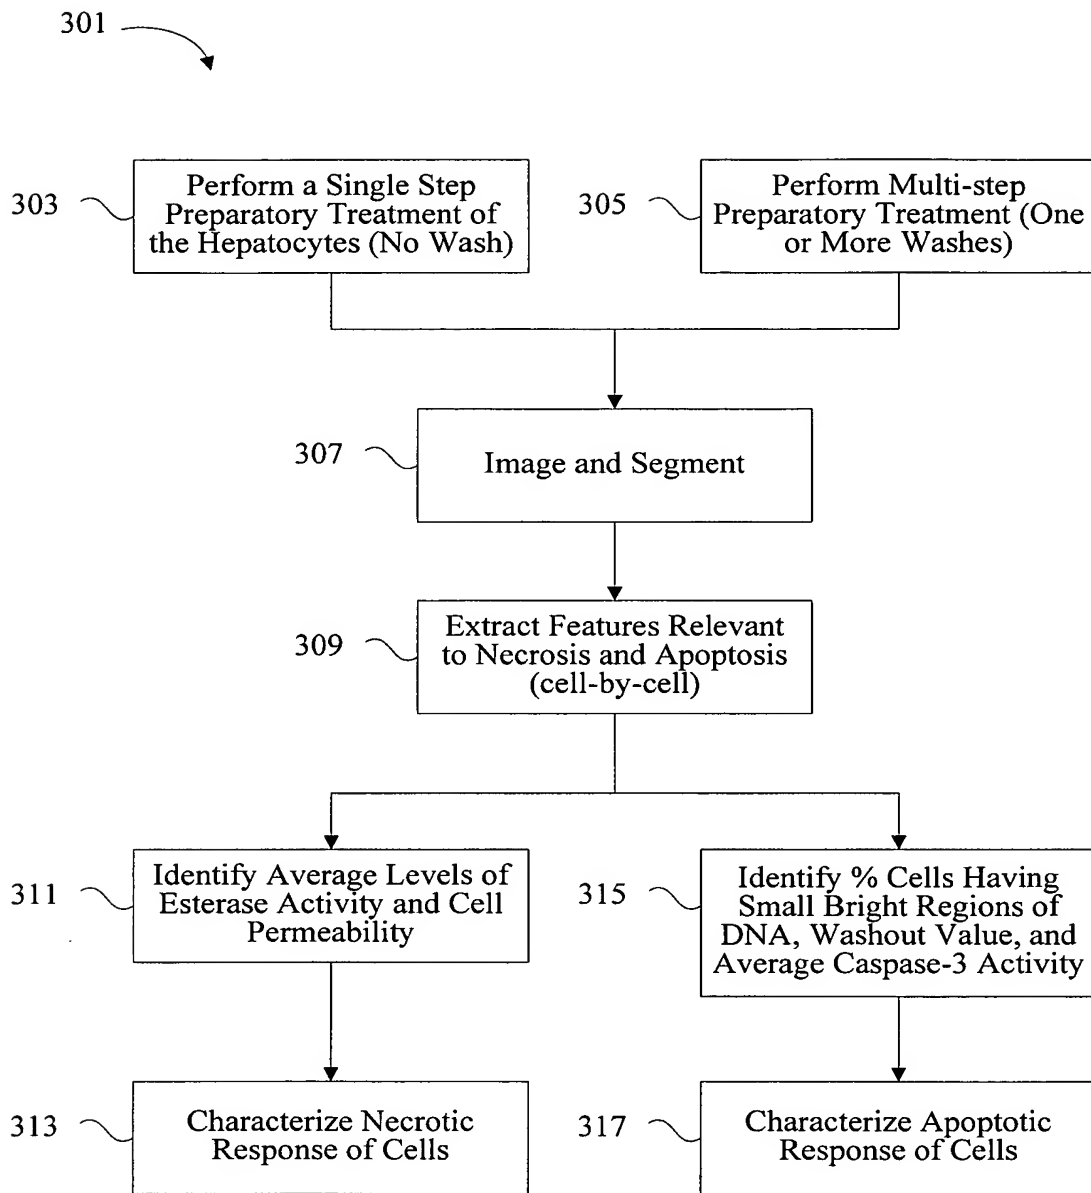 301
303
Perform a Single Step
Preparatory Treatment of
the Hepatocytes (No Wash)
305
Perform Multi-step
Preparatory Treatment (One
or More Washes)
307
Image and Segment
309
Extract Features Relevant
to Necrosis and Apoptosis
(cell-by-cell)
311
Identify Average Levels of
Esterase Activity and Cell
Permeability
315
Identify % Cells Having
Small Bright Regions of
DNA, Washout Value, and
Average Caspase-3 Activity
313
Characterize Necrotic
Response of Cells
317
Characterize Apoptotic
Response of Cells